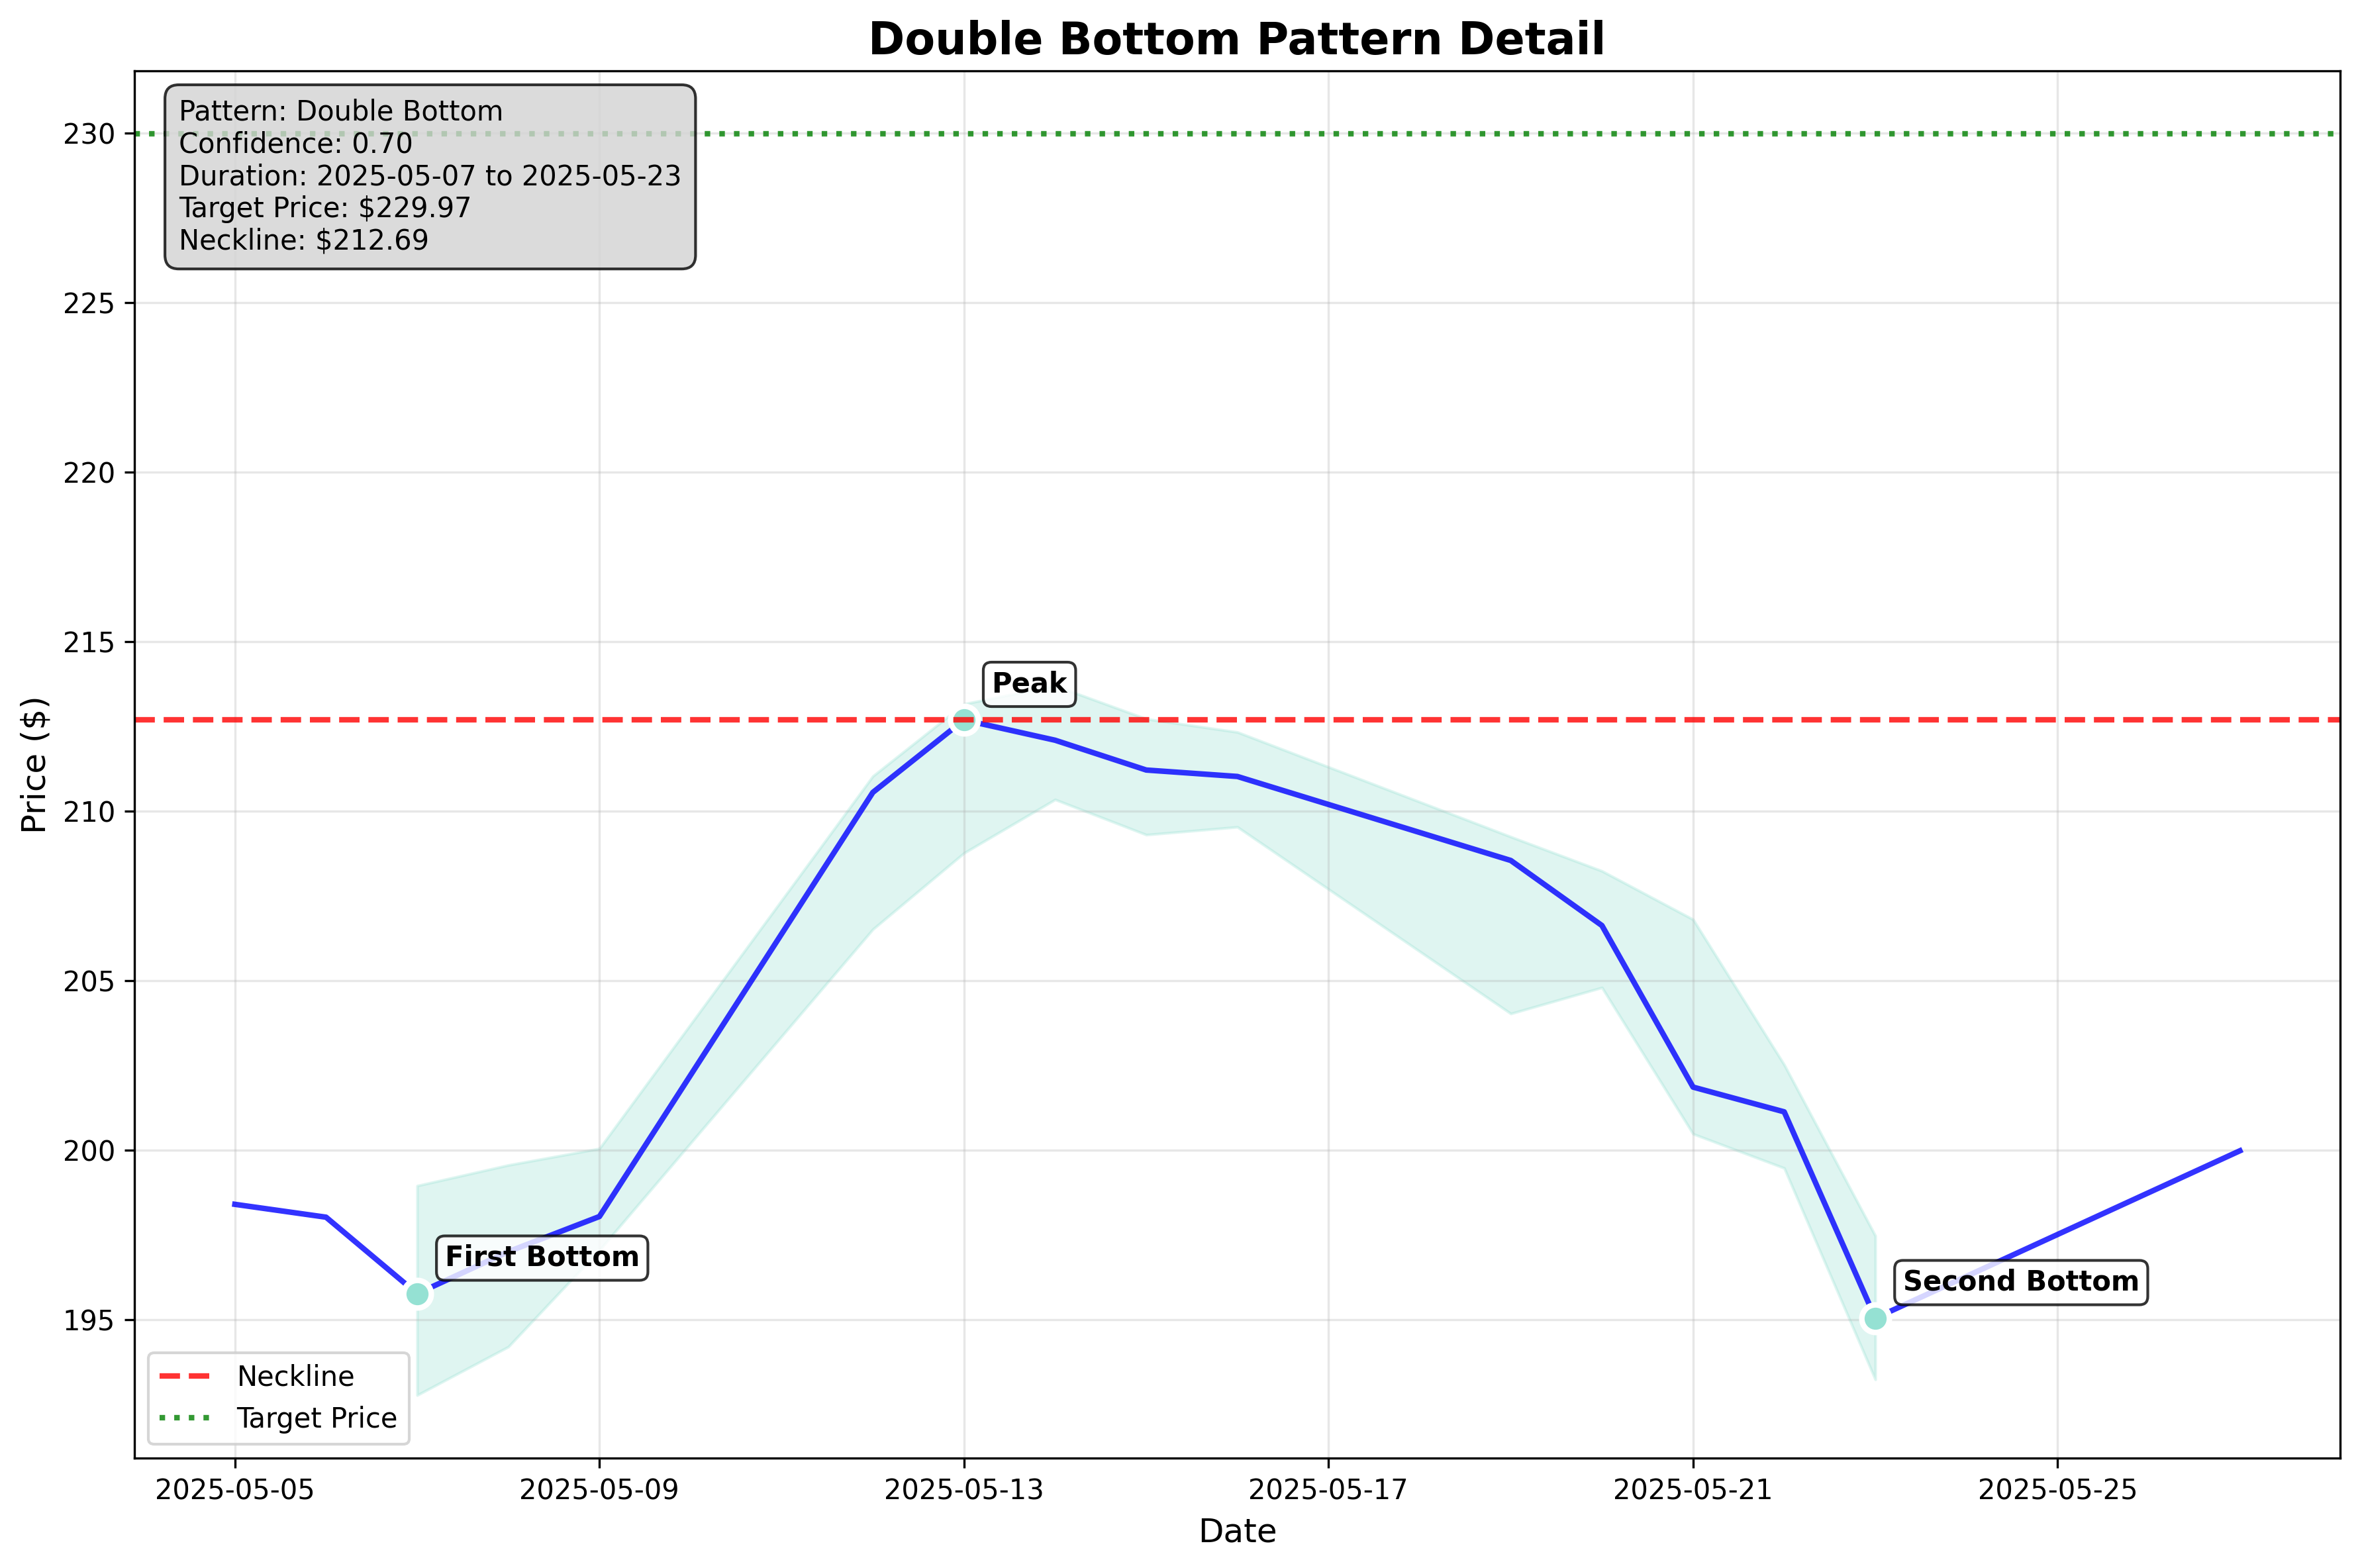 Double Bottom Pattern Detail
Pattern: Double Bottom
Confidence: 0.70
Duration: 2025-05-07 to 2025-05-23
Target Price: $229.97
Neckline: $212.69
230
225
220
215
210
205
200
195
Price ($)
Peak
First Bottom
Second Bottom
Neckline
Target Price
2025-05-05
2025-05-09
2025-05-13
2025-05-17
2025-05-21
2025-05-25
Date